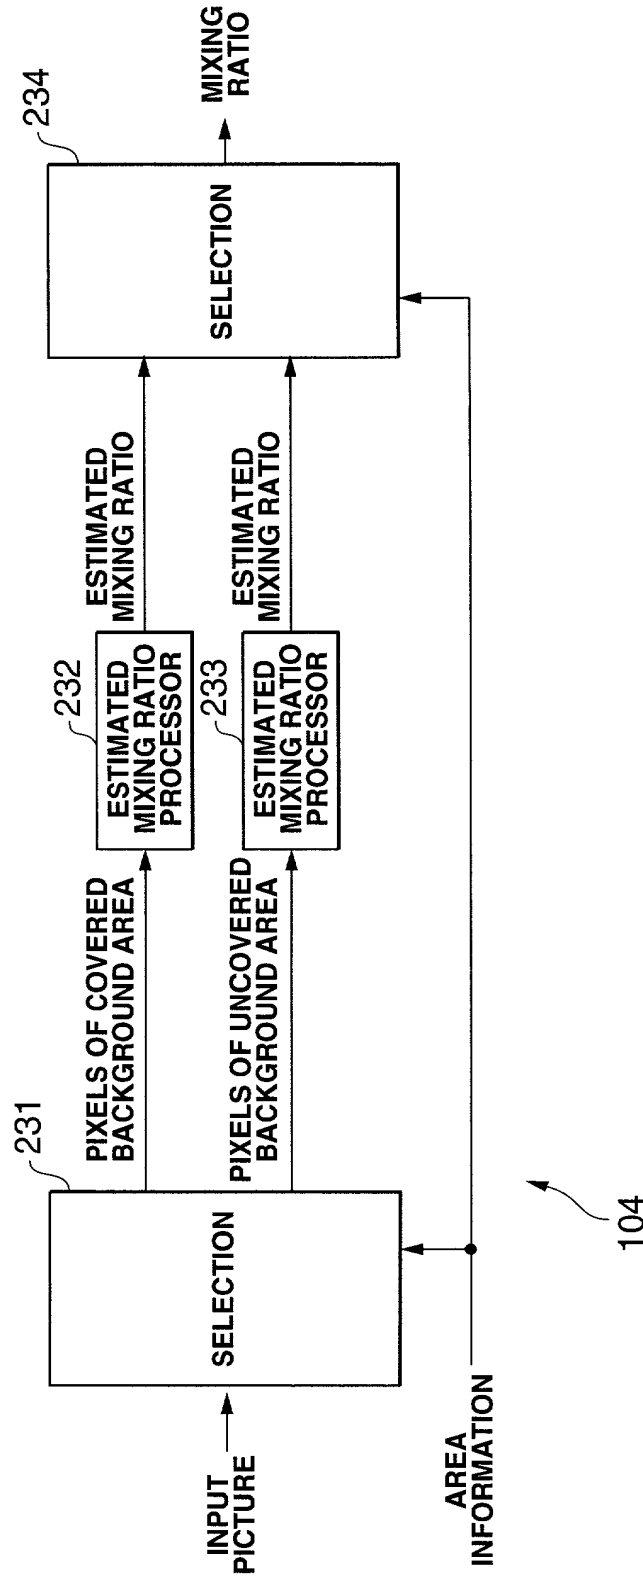 INPUT
PICTURE
AREA
INFORMATION
231
SELECTION
PIXELS OF COVERED
BACKGROUND AREA
PIXELS OF UNCOVERED
BACKGROUND AREA
232
ESTIMATED
MIXING RATIO
PROCESSOR
233
ESTIMATED
MIXING RATIO
PROCESSOR
ESTIMATED
MIXING RATIO
ESTIMATED
MIXING RATIO
234
SELECTION
MIXING
RATIO
104